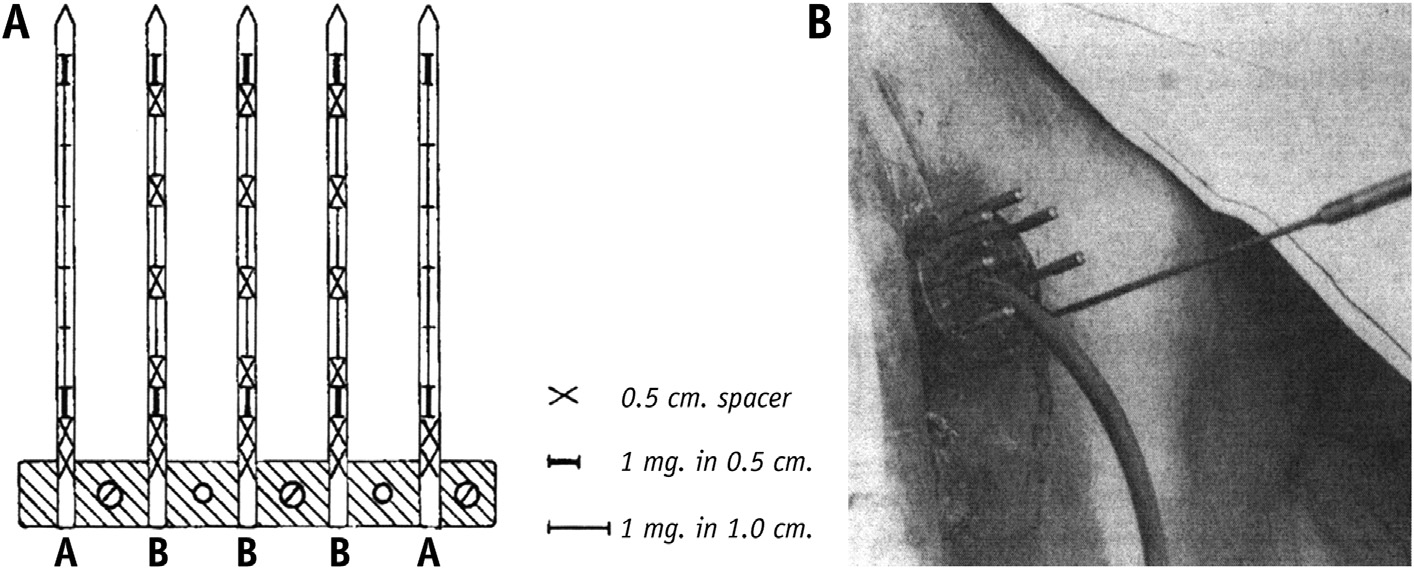 A
B
0.5 cm. spacer
1 mg. in 0.5 cm.
1 mg. in 1.0 cm.
A B B B A